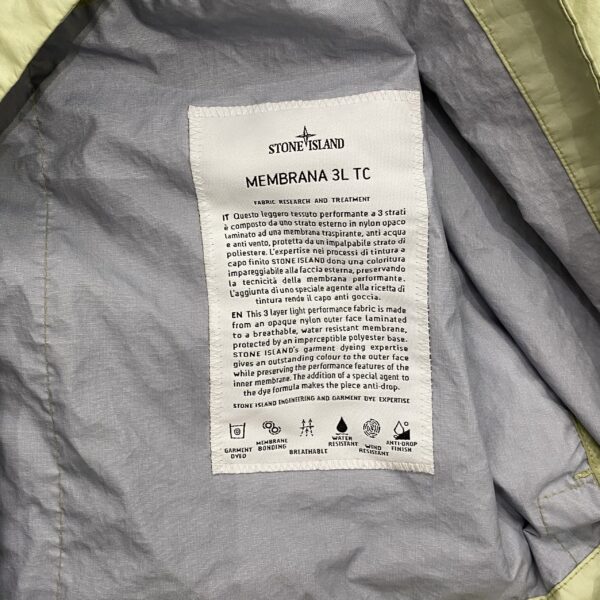 STONE ISLAND
MEMBRANA 3L TC
FABRIC RESEARCH AND TREATMENT
IT Questo leggero tessuto performante a 3 strati
è composto da uno strato esterno in nylon opaco
laminato ad una membrana traspirante, anti acqua
e anti vento, protetta da un impalpabile strato di
poliestere. L'expertise nei processi di tintura a
capo finito STONE ISLAND dona una coloritura
impareggiabile alla faccia esterna, preservando
la tecnicità della membrana performante.
L'aggiunta di uno speciale agente alla ricetta di
tintura rende il capo anti goccia.
EN This 3 layer light performance fabric is made
from an opaque nylon outer face laminated
to a breathable, water resistant membrane,
protected by an imperceptible polyester base.
STONE ISLAND's garment dyeing expertise
gives an outstanding colour to the outer face
while preserving the performance features of the
inner membrane. The addition of a special agent to
the dye formula makes the piece anti-drop.
STONE ISLAND ENGINEERING AND GARMENT DYE EXPERTISE
GARMENT
DYED
MEMBRANE
BONDING
BREATHABLE
WATER
RESISTANT
WIND
RESISTANT
ANTI-DROP
FINISH